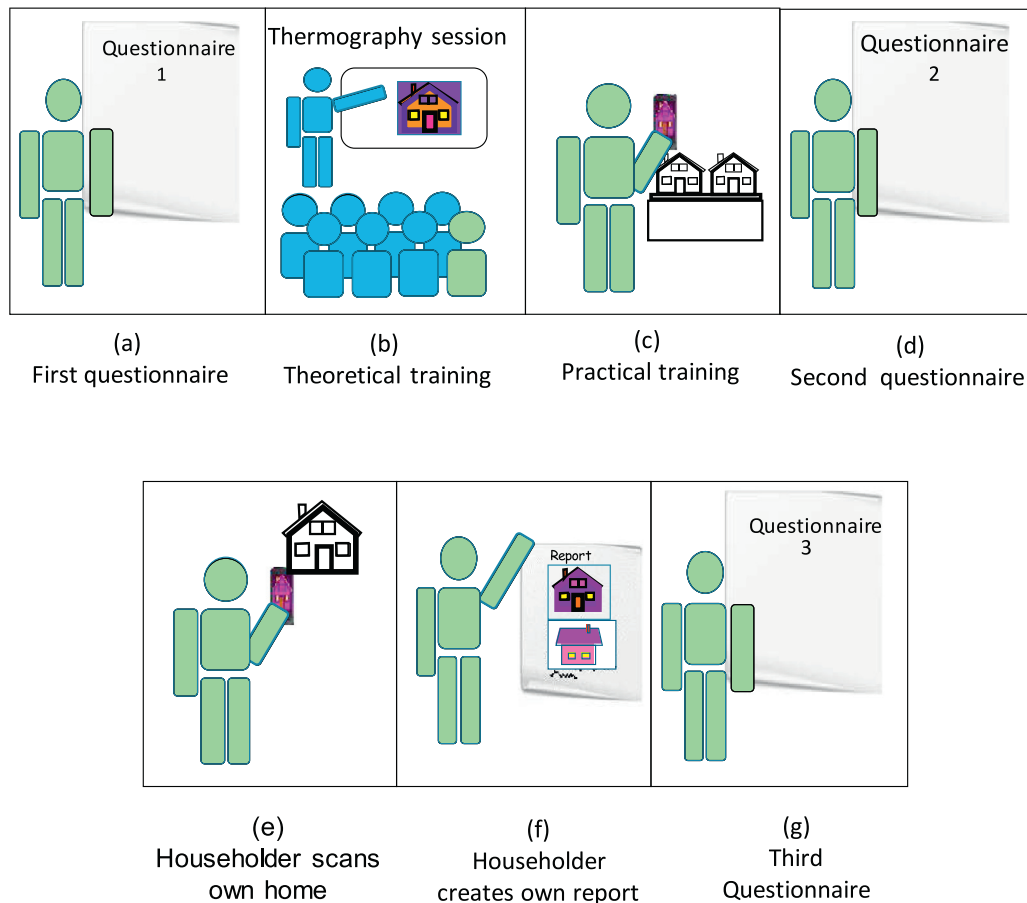 Questionnaire
1
Thermography session
Questionnaire
2
(a)
First questionnaire
(b)
Theoretical training
(c)
Practical training
(d)
Second questionnaire
Report
Questionnaire
3
(e)
Householder scans
own home
(f)
Householder
creates own report
(g)
Third
Questionnaire